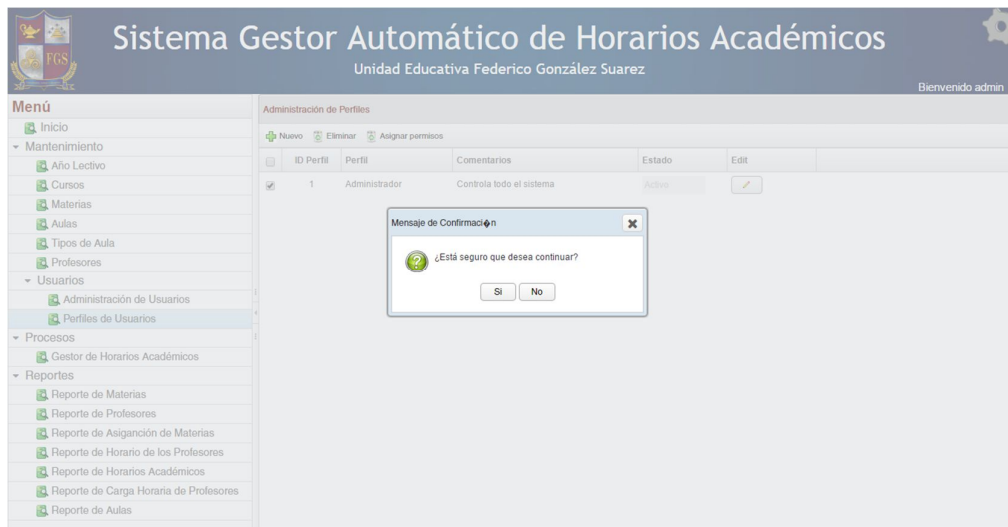 Sistema Gestor Automático de Horarios Académicos
Unidad Educativa Federico González Suarez
FGS
Bienvenido admin
Menú
Inicio
Mantenimiento
Año Lectivo
Cursos
Materias
Aulas
Tipos de Aula
Profesores
Usuarios
Administración de Usuarios
Perfiles de Usuarios
Procesos
Gestor de Horarios Académicos
Reportes
Reporte de Materias
Reporte de Profesores
Reporte de Asiganción de Materias
Reporte de Horario de los Profesores
Reporte de Horarios Académicos
Reporte de Carga Horaria de Profesores
Reporte de Aulas
Administración de Perfiles
Nuevo Eliminar Asignar permisos
ID Perfil Perfil Comentarios Estado Edit
1 Administrador Controla todo el sistema Activo
Mensaje de Confirmaci�n
¿Está seguro que desea continuar?
Si No